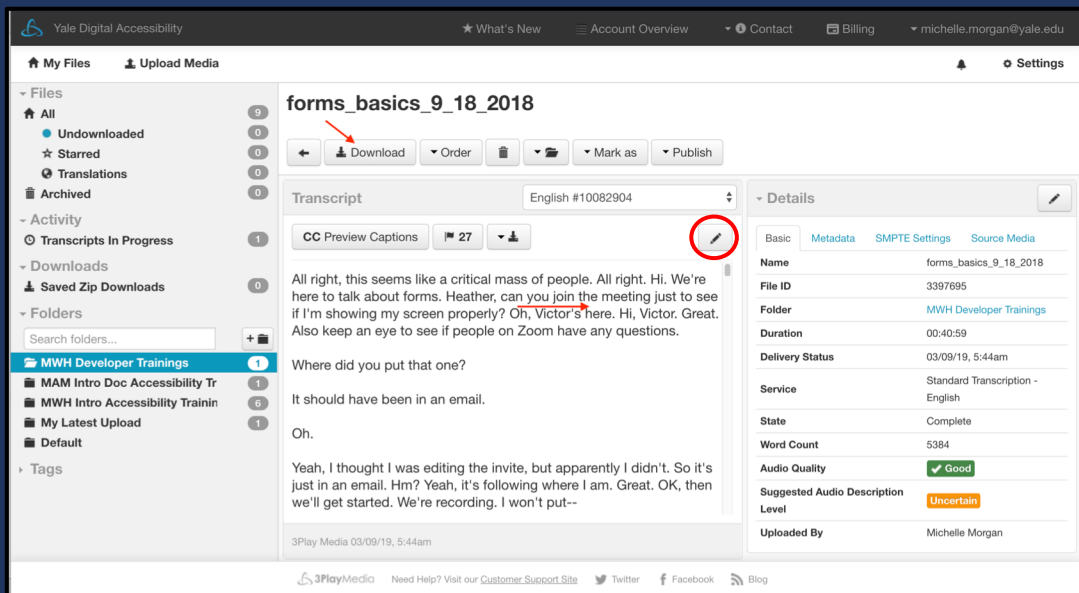 Yale Digital Accessibility
What's New
Account Overview
Contact
Billing
michelle.morgan@yale.edu
My Files
Upload Media
Settings
Files
All 9
Undownloaded 0
Starred 0
Translations 0
Archived 0
Activity
Transcripts In Progress 1
Downloads
Saved Zip Downloads 0
Folders
Search folders...
+
MWH Developer Trainings 1
MAM Intro Doc Accessibility Tr 1
MWH Intro Accessibility Trainin 6
My Latest Upload 1
Default
Tags
forms_basics_9_18_2018
Download
Order
Mark as
Publish
Transcript
English #10082904
CC Preview Captions
27
All right, this seems like a critical mass of people. All right. Hi. We're
here to talk about forms. Heather, can you join the meeting just to see
if I'm showing my screen properly? Oh, Victor's here. Hi, Victor. Great.
Also keep an eye to see if people on Zoom have any questions.
Where did you put that one?
It should have been in an email.
Oh.
Yeah, I thought I was editing the invite, but apparently I didn't. So it's
just in an email. Hm? Yeah, it's following where I am. Great. OK, then
we'll get started. We're recording. I won't put--
3Play Media 03/09/19, 5:44am
Details
Basic
Metadata
SMPTE Settings
Source Media
Name forms_basics_9_18_2018
File ID 3397695
Folder MWH Developer Trainings
Duration 00:40:59
Delivery Status 03/09/19, 5:44am
Service Standard Transcription -
English
State Complete
Word Count 5384
Audio Quality Good
Suggested Audio Description
Level Uncertain
Uploaded By Michelle Morgan
3PlayMedia
Need Help? Visit our Customer Support Site
Twitter
Facebook
Blog